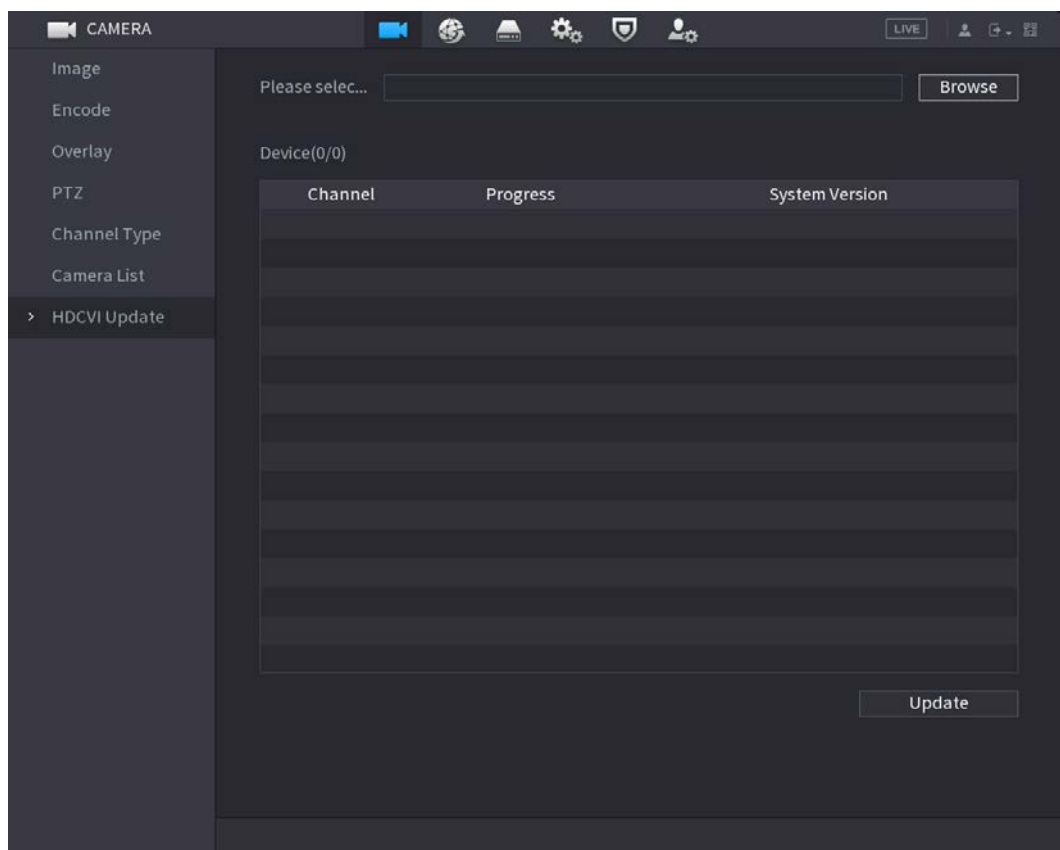 CAMERA
LIVE
Image
Encode
Overlay
PTZ
Channel Type
Camera List
HDCVI Update
Please selec...
Browse
Device(0/0)
Channel Progress System Version
Update